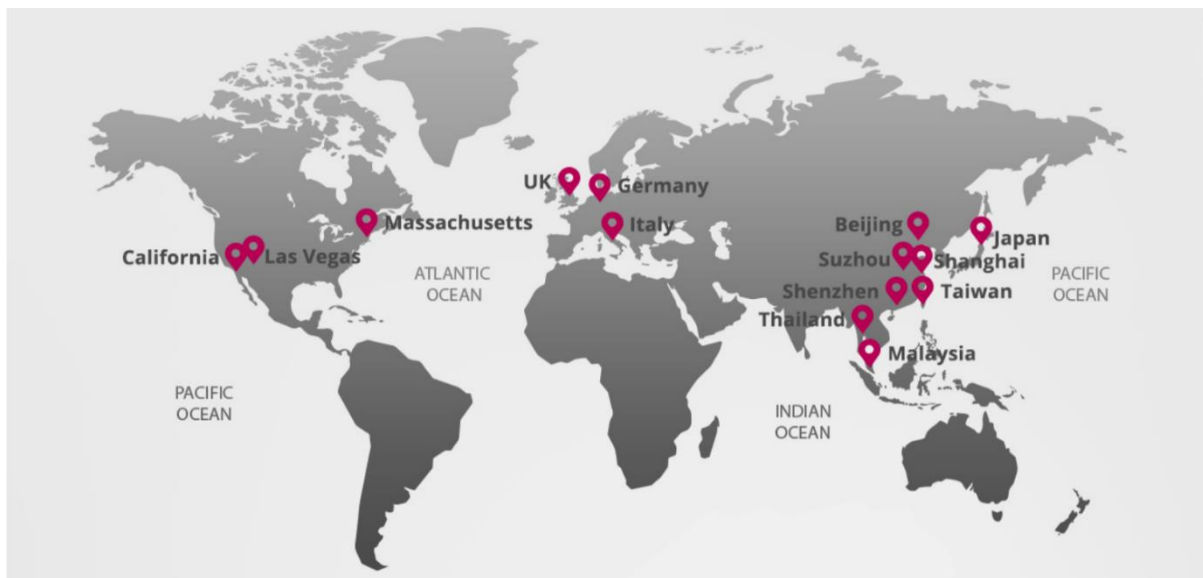 UK
Germany
Massachusetts
Italy
Beijing
Japan
California
Las Vegas
Suzhou
Shanghai
ATLANTIC
OCEAN
PACIFIC
OCEAN
Shenzhen
Taiwan
Thailand
Malaysia
PACIFIC
OCEAN
INDIAN
OCEAN